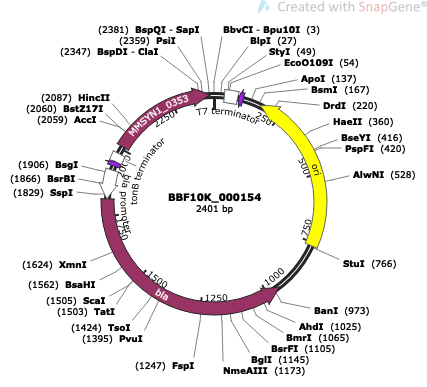 Created with SnapGene®
(2381) BspQI - SapI
(2359) PsiI
(2347) BspDI - ClaI
BbvCI - Bpu10I (3)
BlpI (27)
StyI (49)
EcoO109I (54)
ApoI (137)
BsmI (167)
DrdI (220)
HaeII (360)
BseYI (416)
PspFI (420)
AlwNI (528)
StuI (766)
BanI (973)
AhdI (1025)
BmrI (1065)
BsrFI (1105)
BglI (1145)
NmeAIII (1173)
(1247) FspI
(1395) PvuI
(1424) TsoI
(1503) TatI
(1505) ScaI
(1562) BsaHI
(1624) XmnI
(1829) SspI
(1866) BsrBI
(1906) BsgI
(2059) AccI
(2060) BstZ17I
(2087) HincII
MMSYN1_0353
T7 terminator
tonB terminator
bla promoter
ori
bla
250
500
750
1000
1250
1500
2250
BBF10K_000154
2401 bp